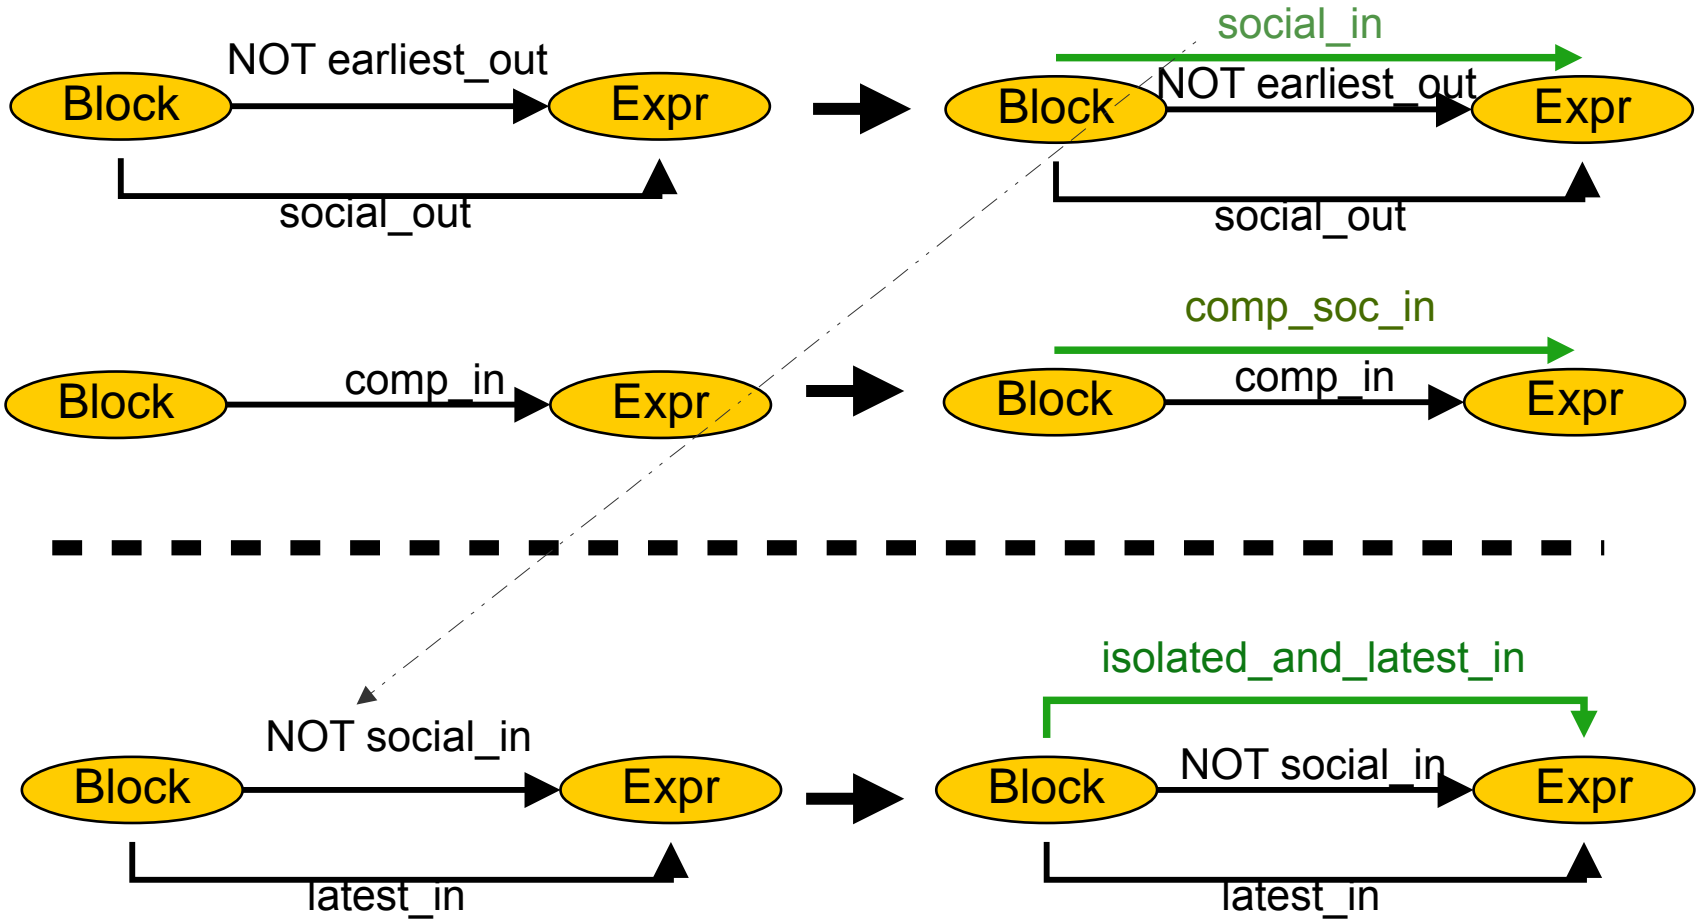 social_in
NOT earliest_out
NOT earliest_out
Block
Expr
Block
Expr
social_out
social_out
comp_soc_in
comp_in
comp_in
Block
Expr
Block
Expr
isolated_and_latest_in
NOT social_in
NOT social_in
Block
Expr
Block
Expr
latest_in
latest_in